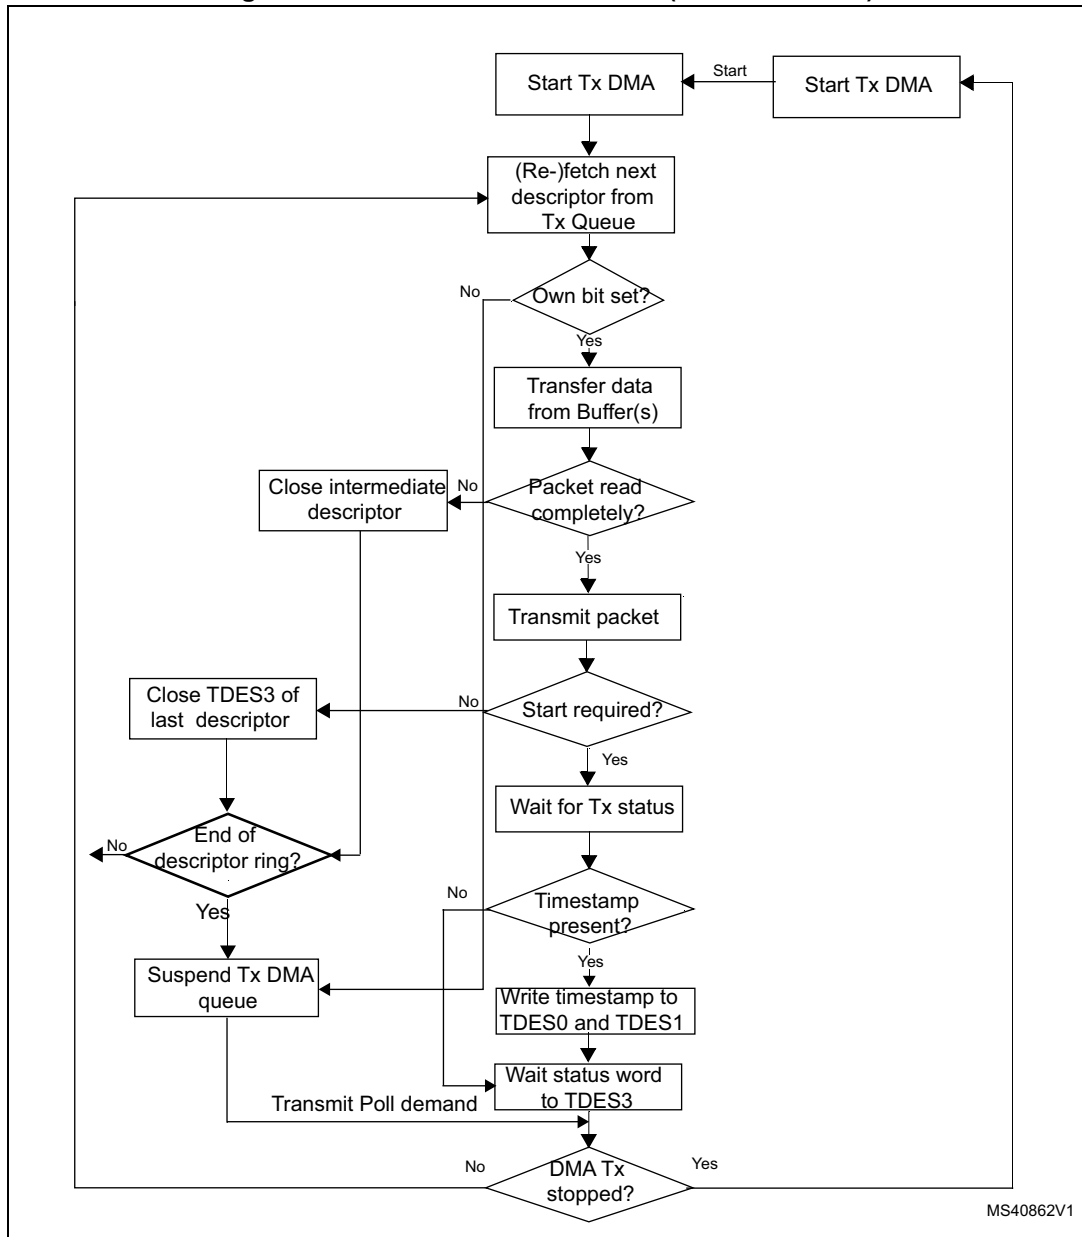 Start Tx DMA
Start
Start Tx DMA
(Re-)fetch next
descriptor from
Tx Queue
No
Own bit set?
Yes
Transfer data
from Buffer(s)
Close intermediate
descriptor
No
Packet read
completely?
Yes
Transmit packet
Close TDES3 of
last descriptor
No
Start required?
Yes
Wait for Tx status
No
End of
descriptor ring?
Yes
No
Timestamp
present?
Yes
Suspend Tx DMA
queue
Write timestamp to
TDES0 and TDES1
Wait status word
to TDES3
Transmit Poll demand
No
DMA Tx
stopped?
Yes
MS40862V1